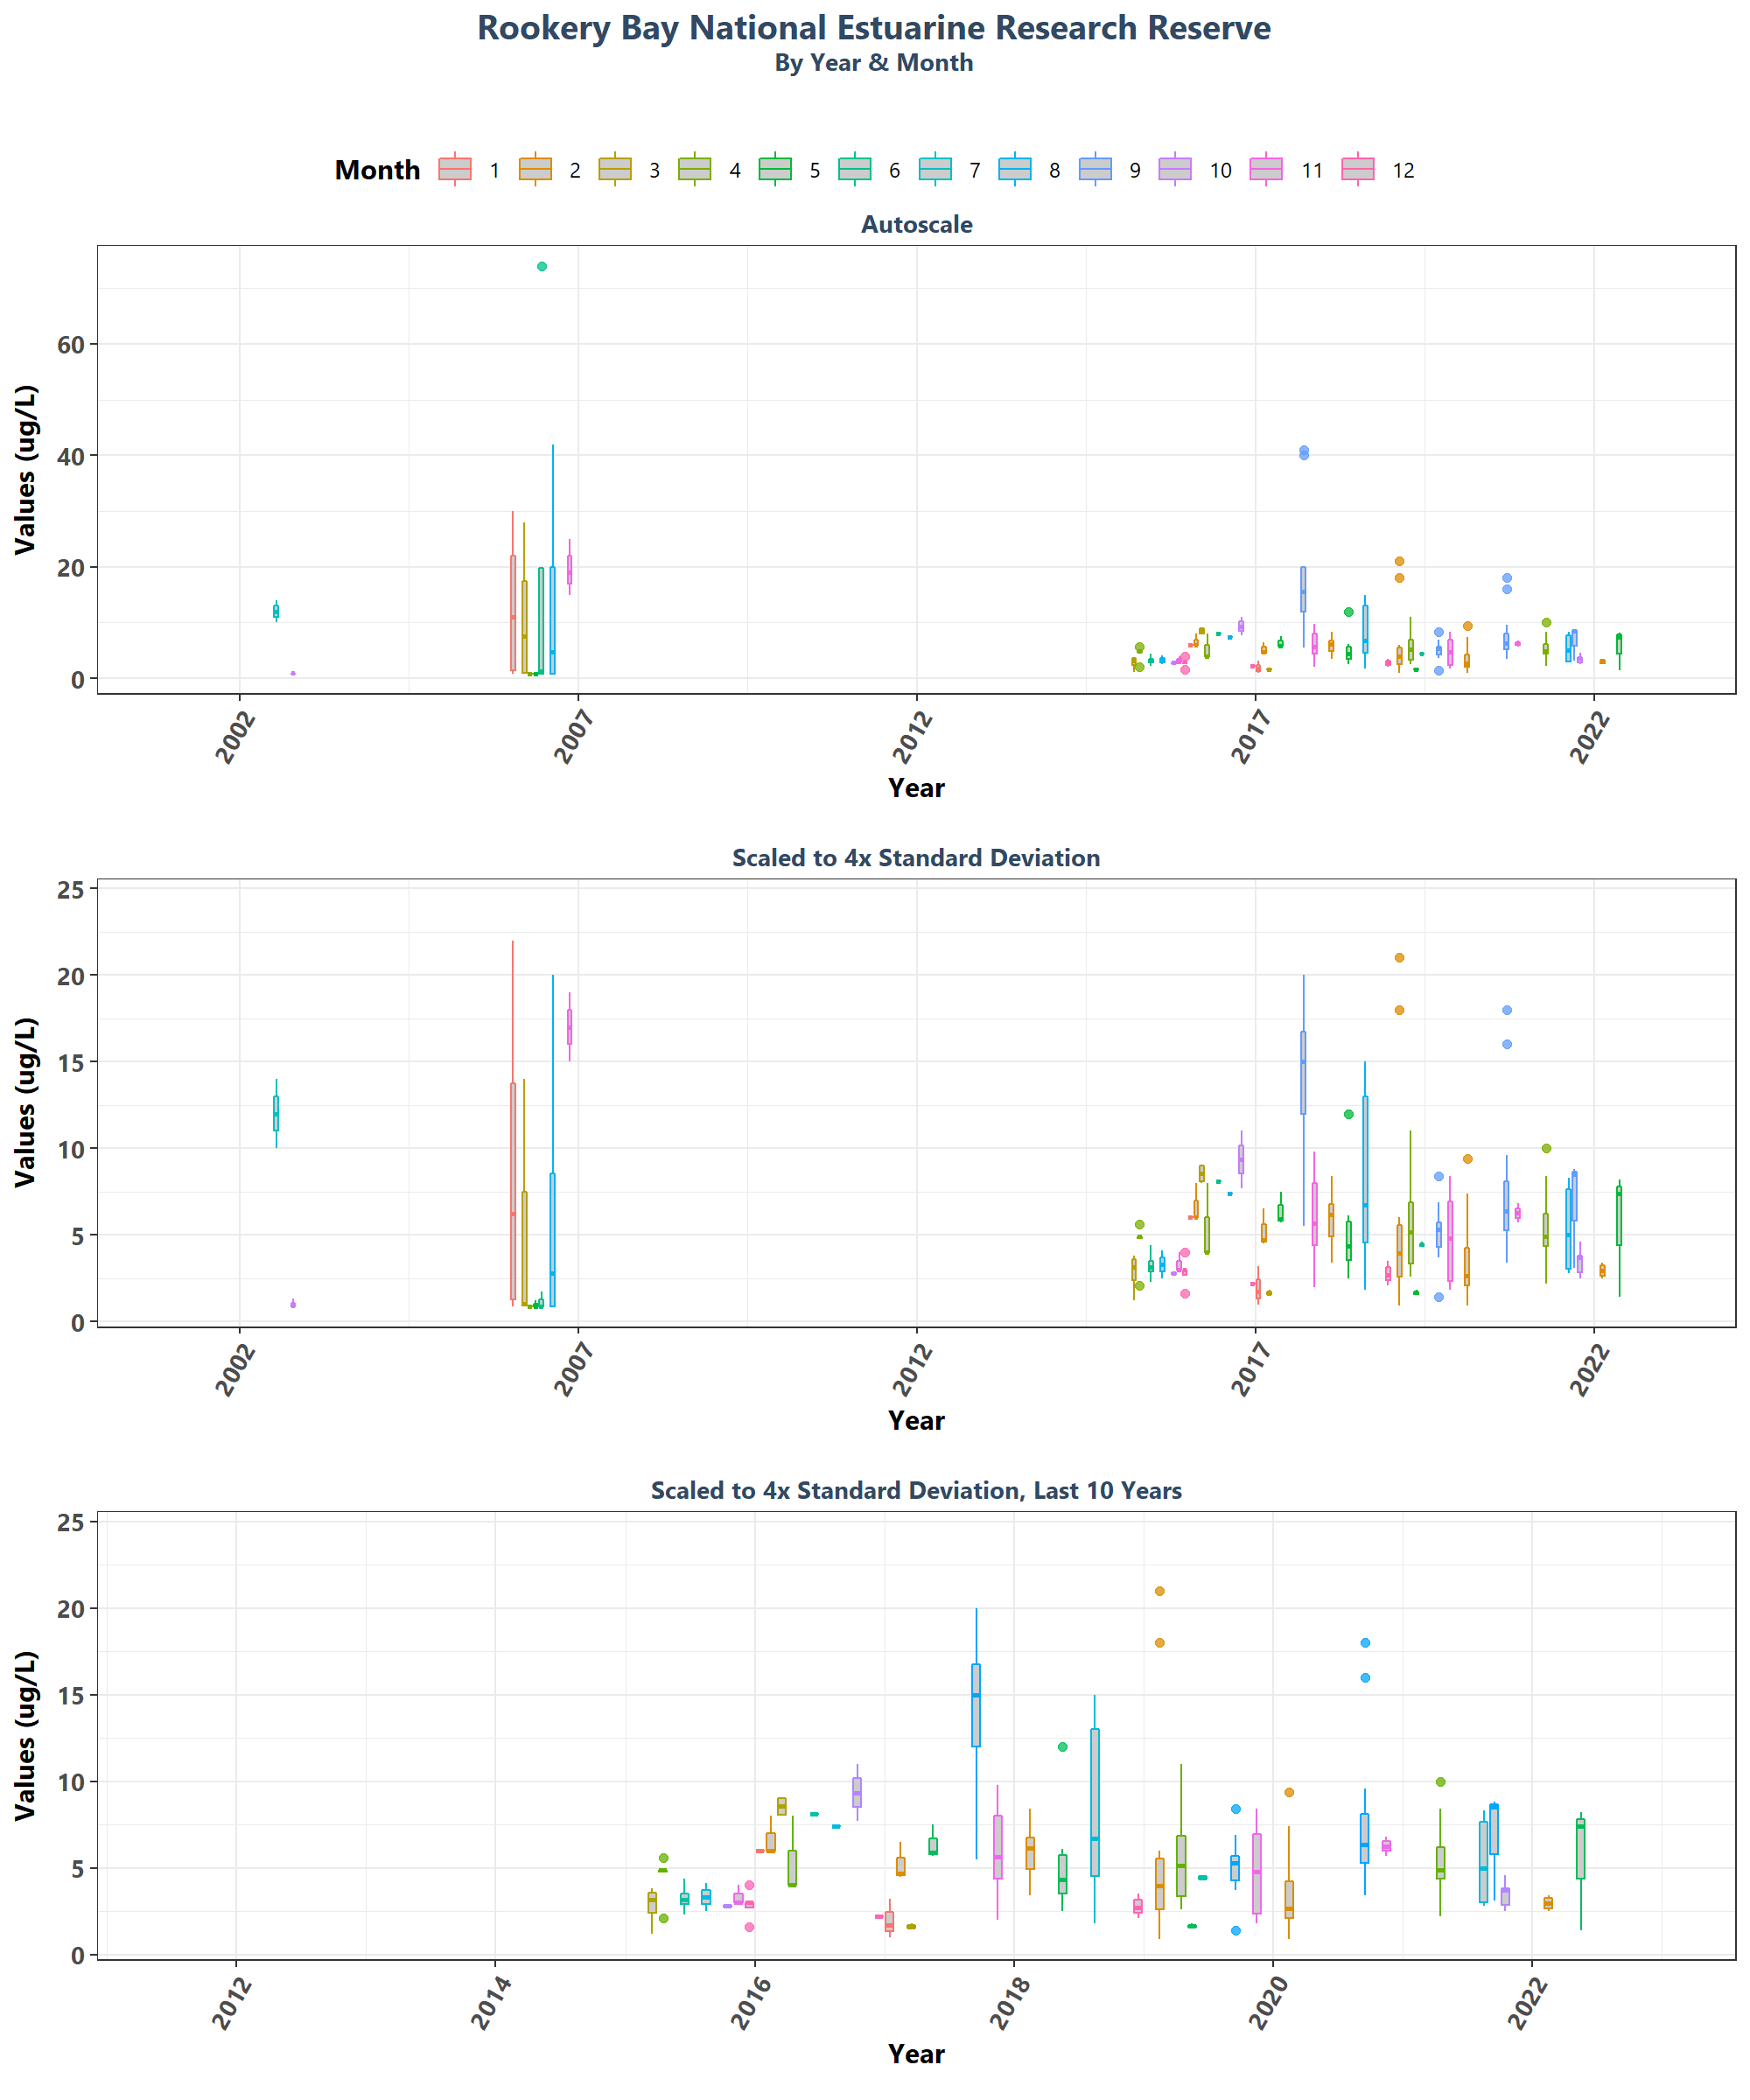 Rookery Bay National Estuarine Research Reserve
By Year & Month
Month 1 2 3 4 5 6 7 8 9 10 11 12
Autoscale
Values (ug/L)
60
40
20
0
2002 2007 2012 2017 2022
Year
Scaled to 4x Standard Deviation
Values (ug/L)
25
20
15
10
5
0
2002 2007 2012 2017 2022
Year
Scaled to 4x Standard Deviation, Last 10 Years
Values (ug/L)
25
20
15
10
5
0
2012 2014 2016 2018 2020 2022
Year